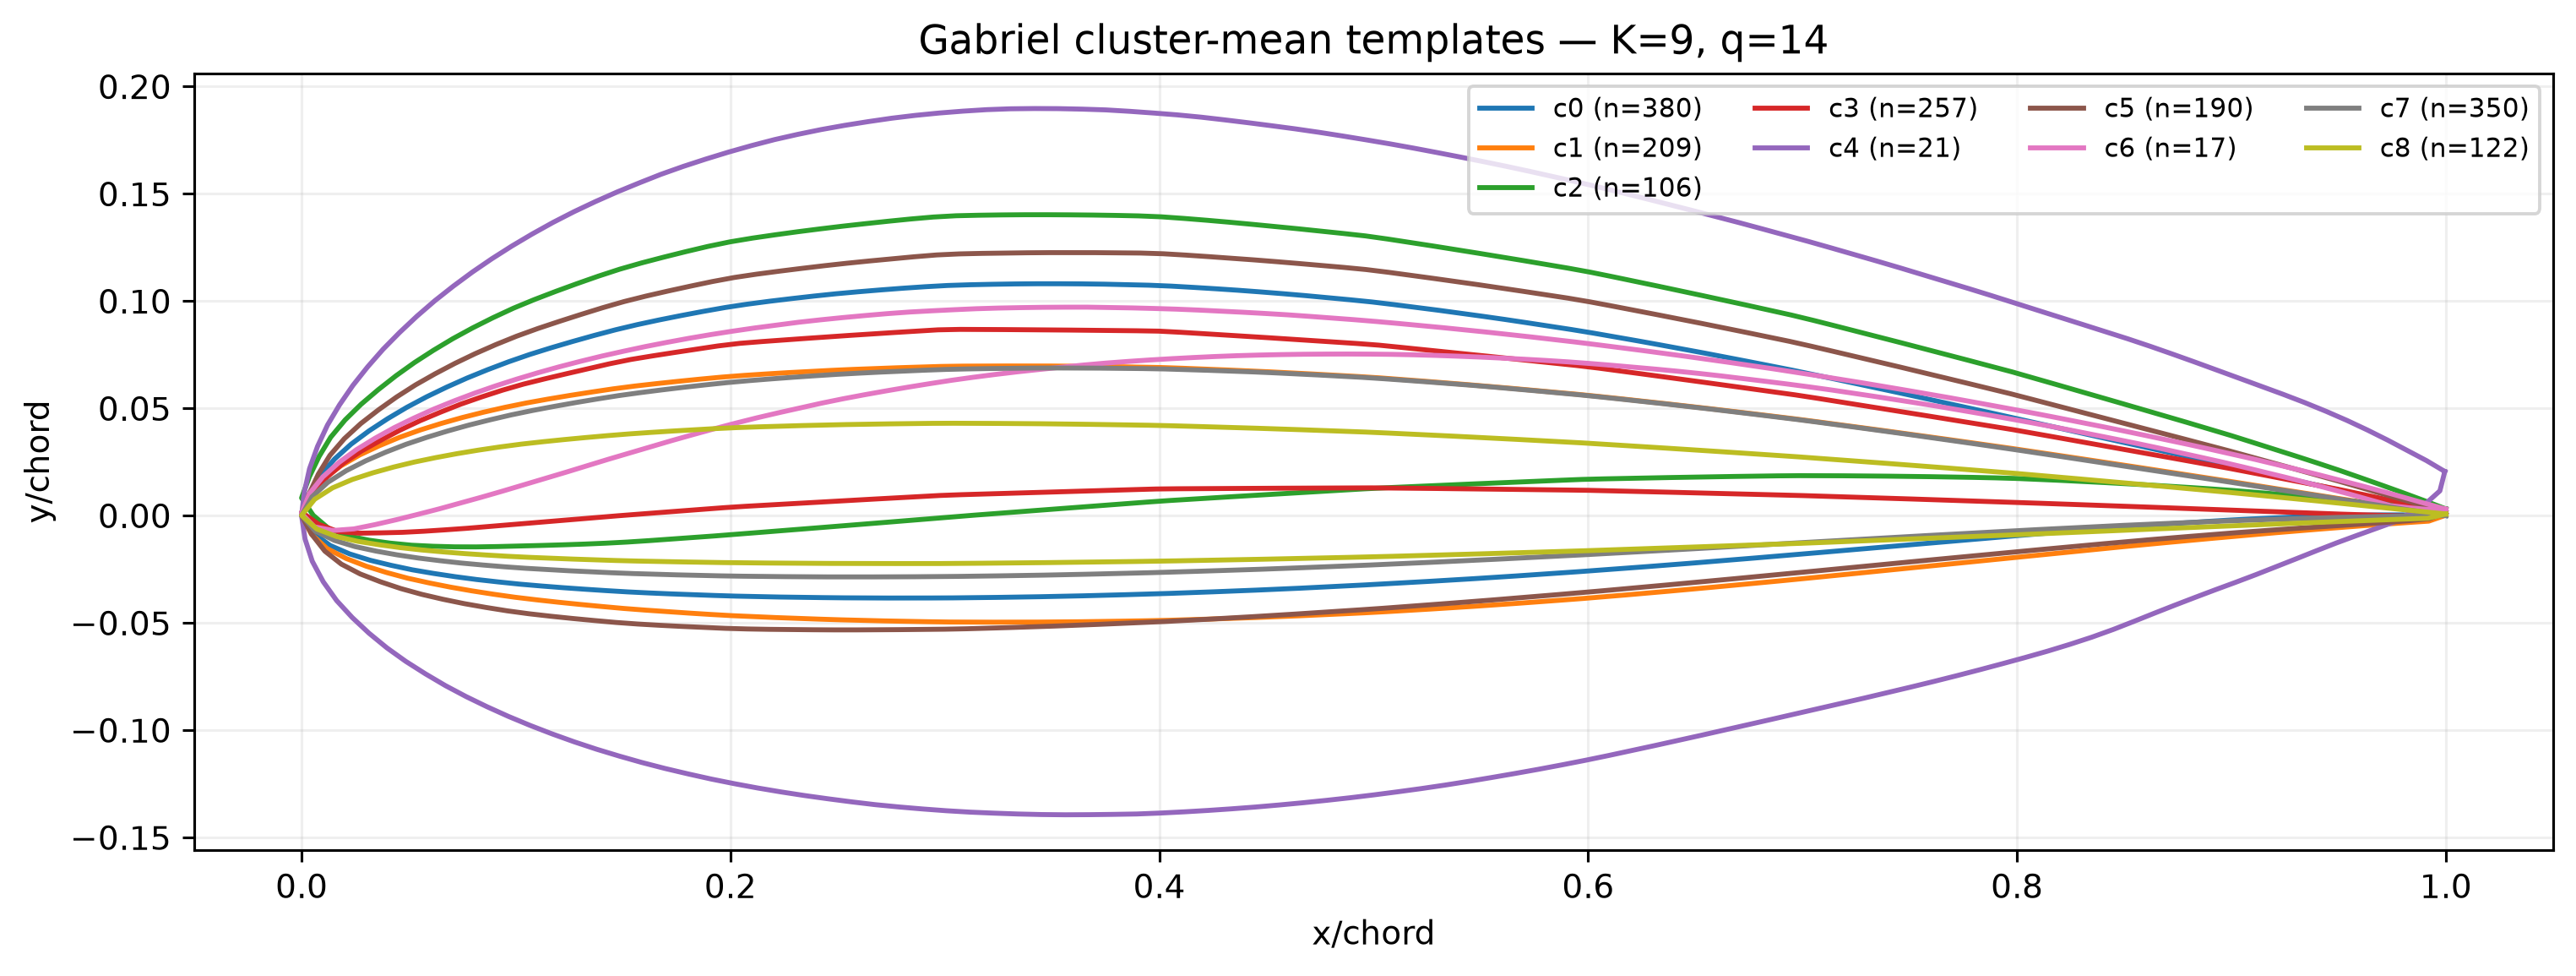 Gabriel cluster-mean templates — K=9, q=14
c0 (n=380) c3 (n=257) c5 (n=190) c7 (n=350)
c1 (n=209) c4 (n=21) c6 (n=17) c8 (n=122)
c2 (n=106)
0.20
0.15
0.10
0.05
0.00
−0.05
−0.10
−0.15
y/chord
0.0 0.2 0.4 0.6 0.8 1.0
x/chord